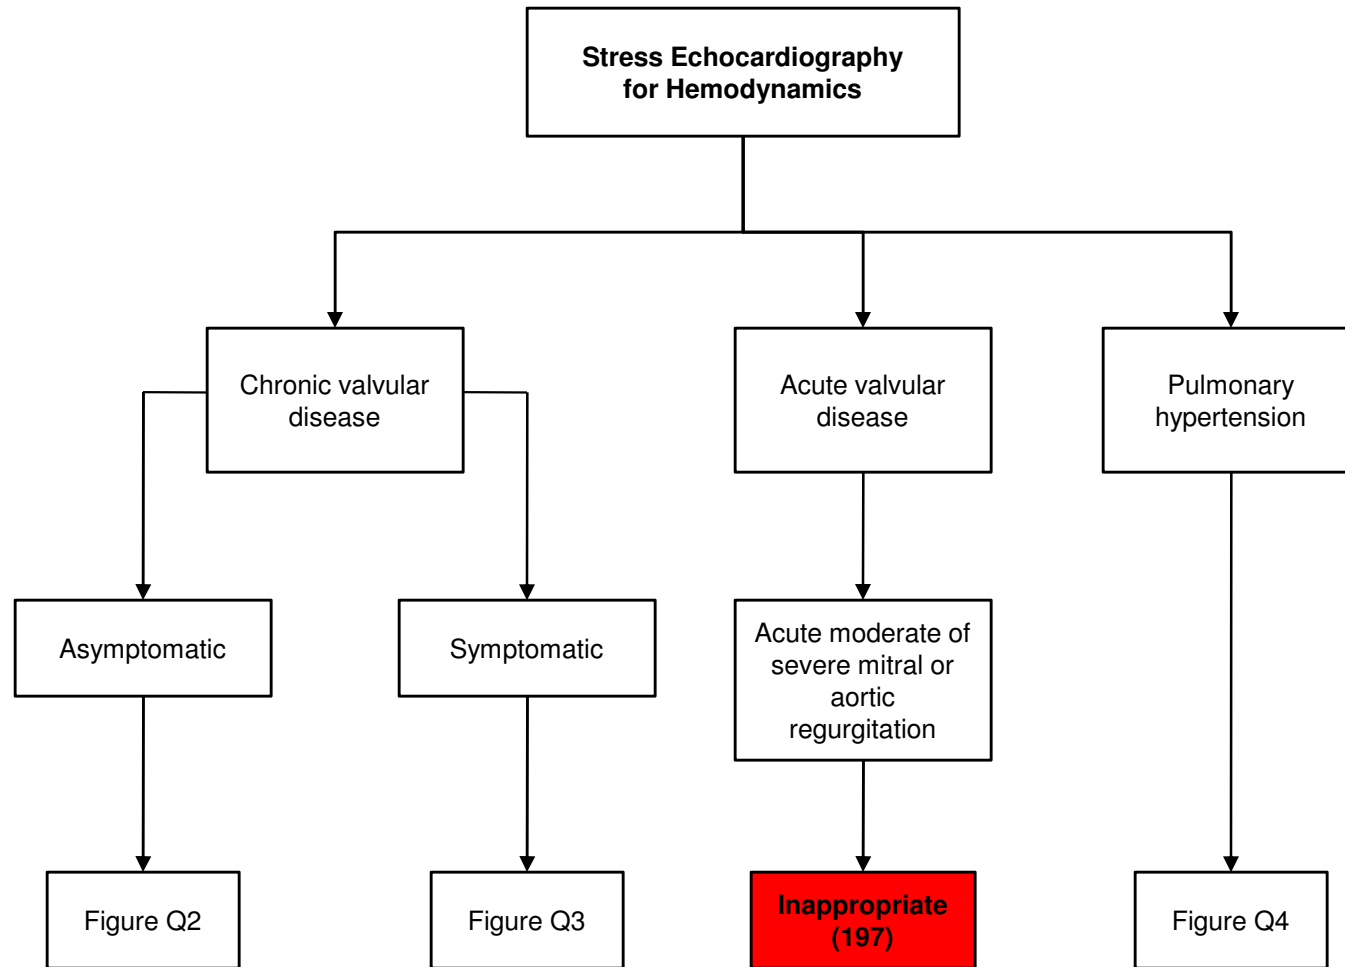 Stress Echocardiography
for Hemodynamics
Chronic valvular
disease
Acute valvular
disease
Pulmonary
hypertension
Asymptomatic
Symptomatic
Acute moderate of
severe mitral or
aortic
regurgitation
Figure Q2
Figure Q3
Inappropriate
(197)
Figure Q4